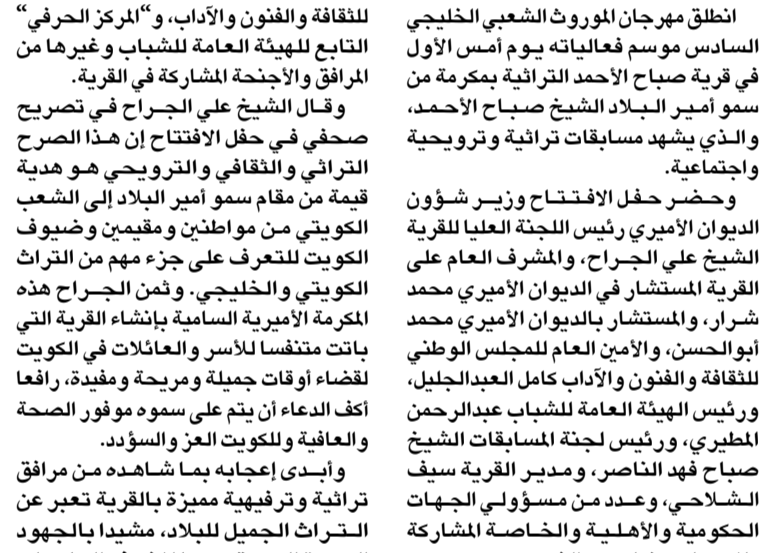 انطلق مهرجان الموروث الشعبي الخليجي
السادس موسم فعالياته يوم أمس الأول
في قرية صباح الأحمد التراثية بمكرمة من
سمو أمير البلاد الشيخ صباح الأحمد،
والذي يشهد مسابقات تراثية وترويحية
واجتماعية.
وحضر حفل الافتتاح وزير شؤون
الديوان الأميري رئيس اللجنة العليا للقرية
الشيخ علي الجراح، والمشرف العام على
القرية المستشار في الديوان الأميري محمد
شرار، والمستشار بالديوان الأميري محمد
أبوالحسن، والأمين العام للمجلس الوطني
للثقافة والفنون والآداب كامل العبدالجليل،
ورئيس الهيئة العامة للشباب عبدالرحمن
المطيري، ورئيس لجنة المسابقات الشيخ
صباح فهد الناصر، ومدير القرية سيف
الشلاحي، وعدد من مسؤولي الجهات
الحكومية والأهلية والخاصة المشاركة
للثقافة والفنون والآداب، و“المركز الحرفي“
التابع للهيئة العامة للشباب وغيرها من
المرافق والأجنحة المشاركة في القرية.
وقال الشيخ علي الجراح في تصريح
صحفي في حفل الافتتاح إن هذا الصرح
التراثي والثقافي والترويحي هو هدية
قيمة من مقام سمو أمير البلاد إلى الشعب
الكويتي من مواطنين ومقيمين وضيوف
الكويت للتعرف على جزء مهم من التراث
الكويتي والخليجي. وثمن الجراح هذه
المكرمة الأميرية السامية بإنشاء القرية التي
باتت متنفسا للأسر والعائلات في الكويت
لقضاء أوقات جميلة ومريحة ومفيدة، رافعا
أكف الدعاء أن يتم على سموه موفور الصحة
والعافية وللكويت العز والسؤدد.
وأبدى إعجابه بما شاهده من مرافق
تراثية وترفيهية مميزة بالقرية تعبر عن
التراث الجميل للبلاد، مشيدا بالجهود